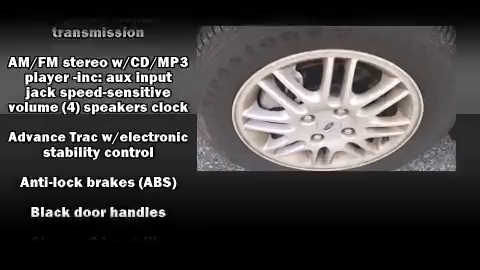 transmission
AM/FM stereo w/CD/MP3
player -inc: aux input
jack speed-sensitive
volume (4) speakers clock
Advance Trac w/electronic
stability control
Anti-lock brakes (ABS)
Black door handles